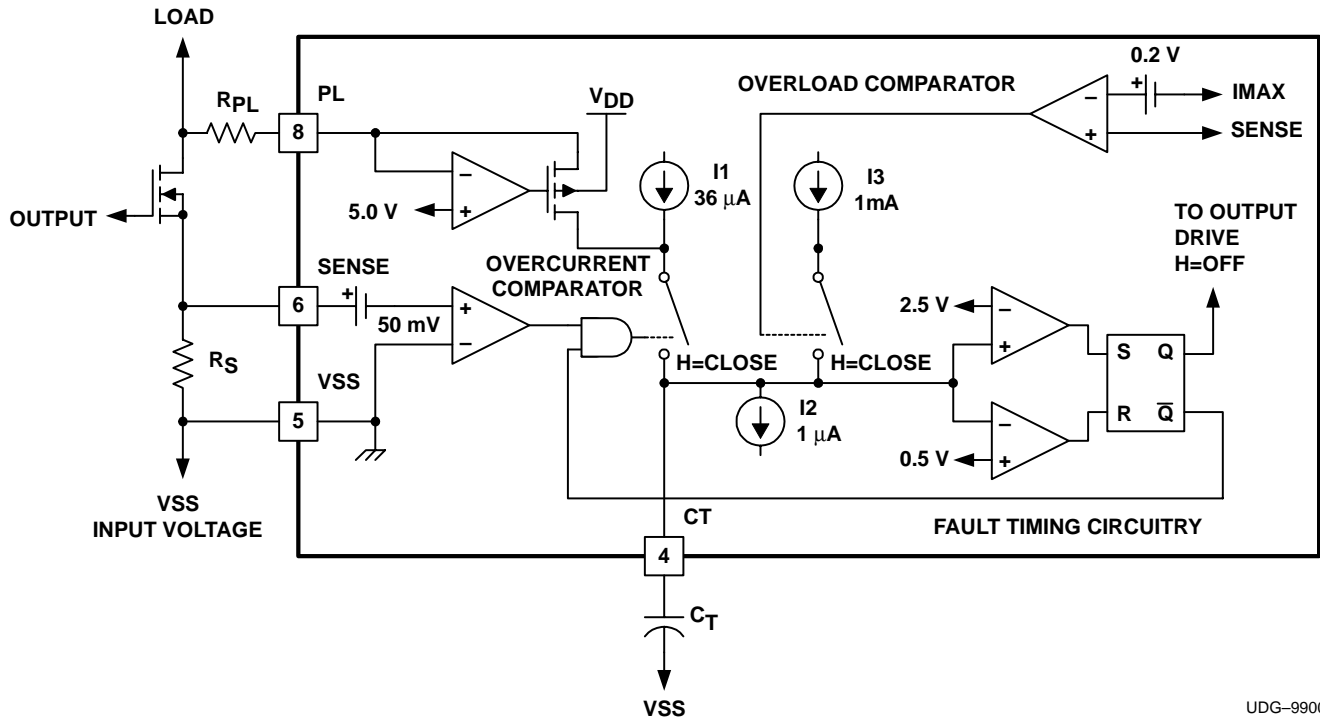 LOAD
RPL
PL
8
VDD
OVERLOAD COMPARATOR
0.2 V
+
−
+
IMAX
SENSE
OUTPUT
5.0 V
−
+
I1
36 μA
I3
1mA
TO OUTPUT
DRIVE
H=OFF
SENSE
6
+
50 mV
OVERCURRENT
COMPARATOR
+
−
H=CLOSE
H=CLOSE
2.5 V
−
+
S Q
R Q̅
RS
VSS
5
I2
1 μA
0.5 V
−
+
VSS
INPUT VOLTAGE
CT
FAULT TIMING CIRCUITRY
4
CT
VSS
UDG–9900